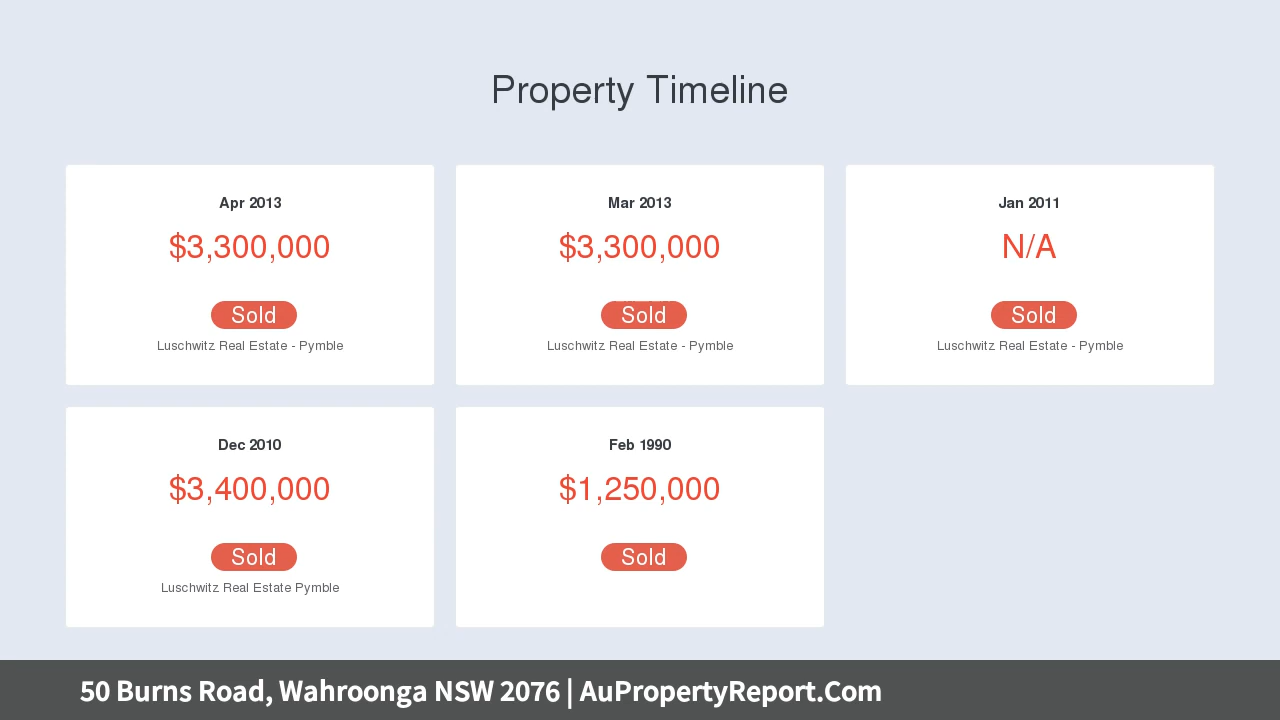 Property Timeline
Apr 2013
$3,300,000
Sold
Luschwitz Real Estate - Pymble
Mar 2013
$3,300,000
Sold
Luschwitz Real Estate - Pymble
Jan 2011
N/A
Sold
Luschwitz Real Estate - Pymble
Dec 2010
$3,400,000
Sold
Luschwitz Real Estate Pymble
Feb 1990
$1,250,000
Sold
50 Burns Road, Wahroonga NSW 2076 | AuPropertyReport.Com